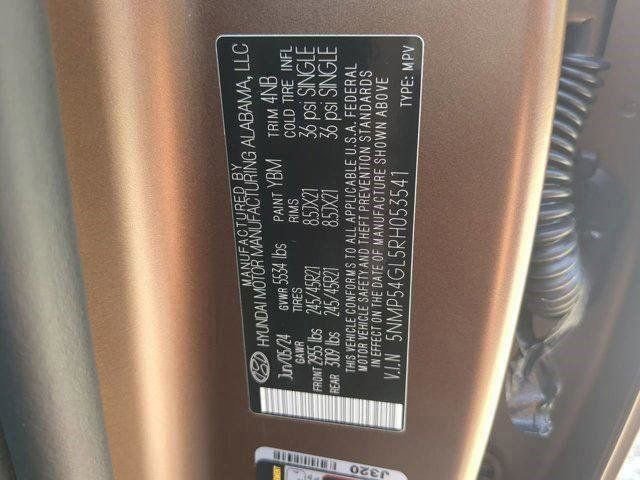 MANUFACTURED BY
HYUNDAI MOTOR MANUFACTURING ALABAMA, LLC
Jun/05/24 GVWR 5534 lbs PAINT YBM TRIM 4NB
GAWR TIRES RIMS COLD TIRE INFL
FRONT 2955 lbs 245/45R21 8.5JX21 36 psi SINGLE
REAR 3109 lbs 245/45R21 8.5JX21 36 psi SINGLE
THIS VEHICLE CONFORMS TO ALL APPLICABLE U.S.A. FEDERAL
MOTOR VEHICLE SAFETY AND THEFT PREVENTION STANDARDS
IN EFFECT ON THE DATE OF MANUFACTURE SHOWN ABOVE
V.I.N 5NMP54GL5RH053541 TYPE: MPV
J320